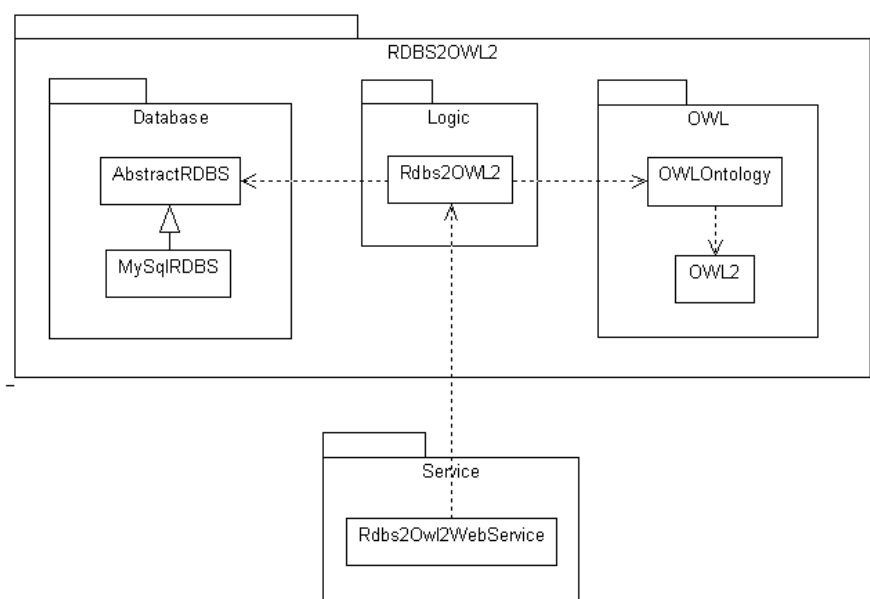 RDBS2OWL2
Database
Logic
OWL
AbstractRDBS
Rdbs2OWL2
OWLOntology
MySqlRDBS
OWL2
Service
Rdbs2Owl2WebService